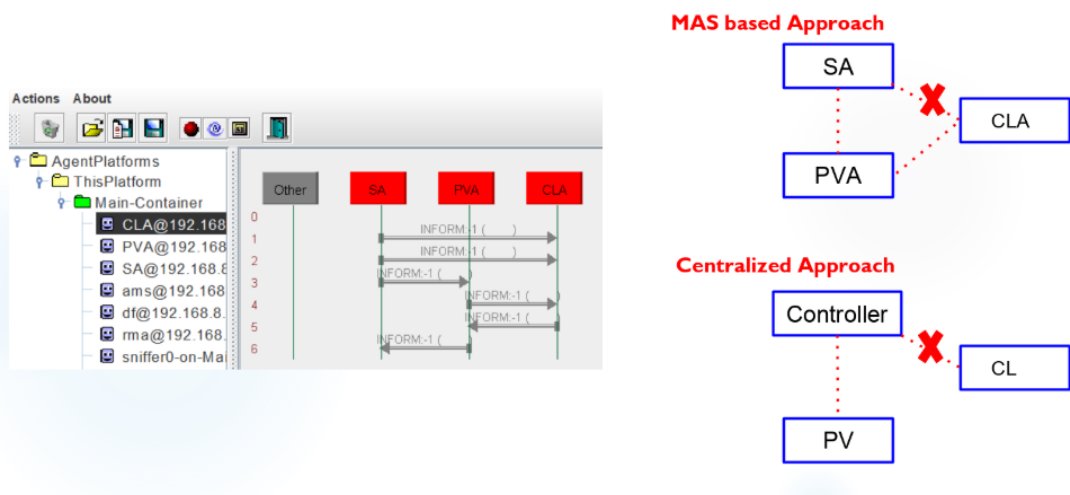 MAS based Approach
SA
CLA
PVA
Centralized Approach
Controller
CL
PV
Actions About
AgentPlatforms
ThisPlatform
Main-Container
CLA@192.168
PVA@192.168
SA@192.168.8
ams@192.168
df@192.168.8.
rma@192.168.
sniffer0-on-Mai
Other SA PVA CLA
0
1 INFORM:-1 ( )
2 INFORM:-1 ( )
3 INFORM:-1 ( )
4 INFORM:-1 ( )
5 INFORM:-1 (
6 INFORM:-1 ( )